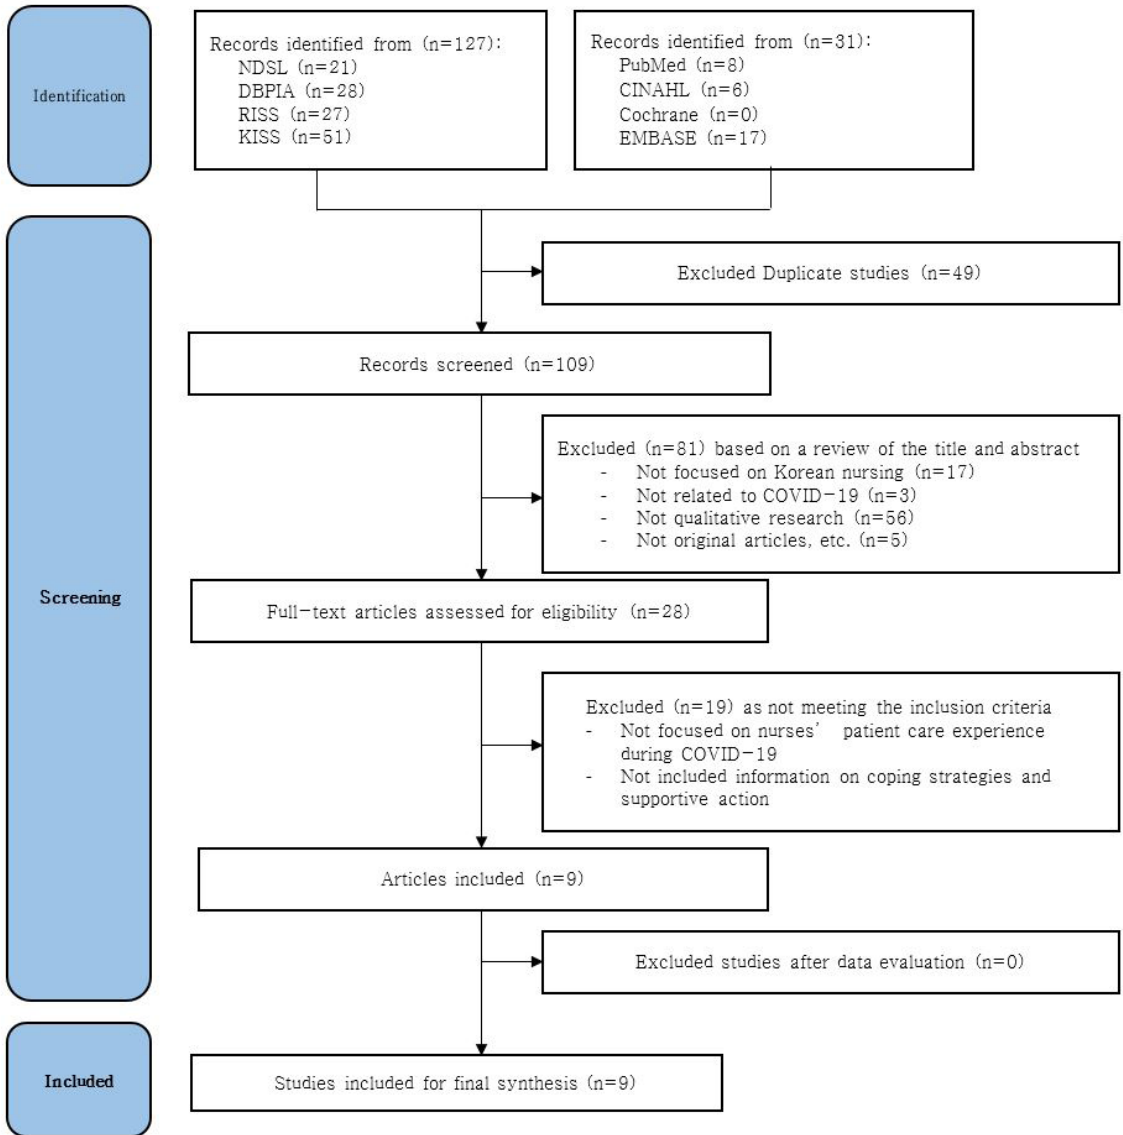 Identification
Records identified from (n=127):
NDSL (n=21)
DBPIA (n=28)
RISS (n=27)
KISS (n=51)
Records identified from (n=31):
PubMed (n=8)
CINAHL (n=6)
Cochrane (n=0)
EMBASE (n=17)
Excluded Duplicate studies (n=49)
Screening
Records screened (n=109)
Excluded (n=81) based on a review of the title and abstract
- Not focused on Korean nursing (n=17)
- Not related to COVID-19 (n=3)
- Not qualitative research (n=56)
- Not original articles, etc. (n=5)
Full-text articles assessed for eligibility (n=28)
Excluded (n=19) as not meeting the inclusion criteria
- Not focused on nurses' patient care experience
during COVID-19
- Not included information on coping strategies and
supportive action
Articles included (n=9)
Excluded studies after data evaluation (n=0)
Included
Studies included for final synthesis (n=9)